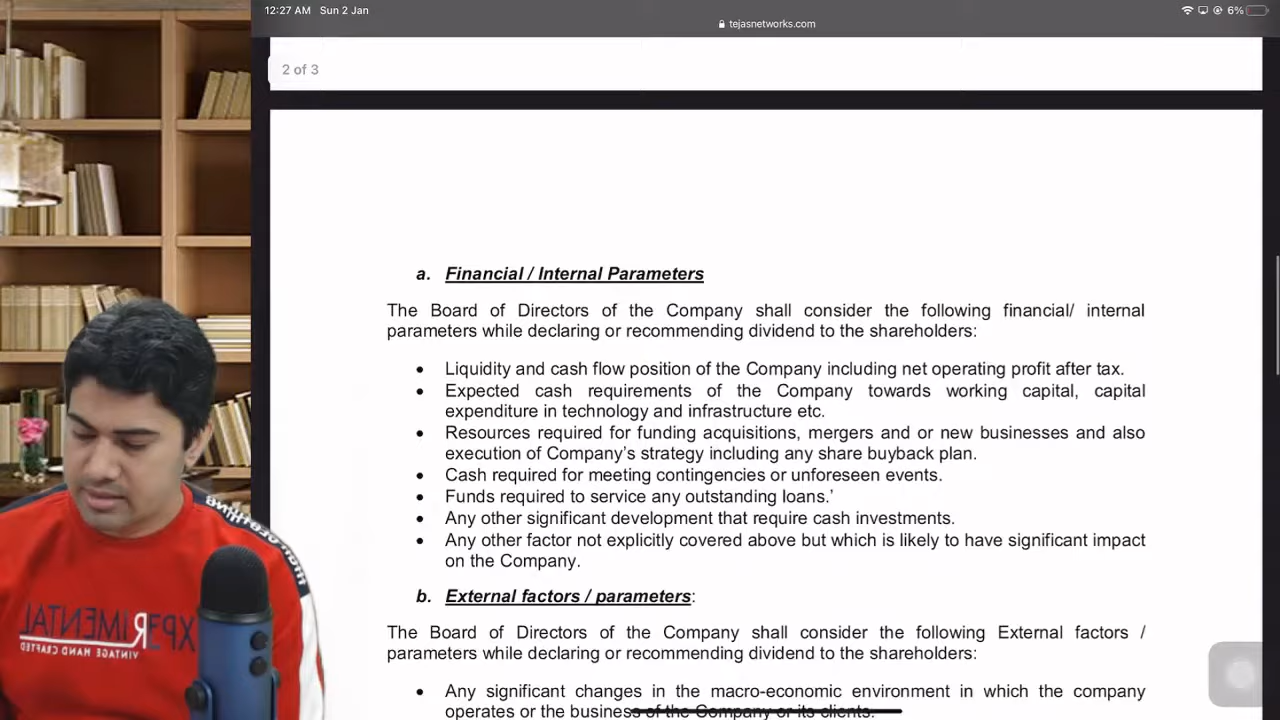 12:27 AM Sun 2 Jan
6%
tejasnetworks.com
2 of 3
a. Financial / Internal Parameters
The Board of Directors of the Company shall consider the following financial/ internal
parameters while declaring or recommending dividend to the shareholders:
• Liquidity and cash flow position of the Company including net operating profit after tax.
• Expected cash requirements of the Company towards working capital, capital
expenditure in technology and infrastructure etc.
• Resources required for funding acquisitions, mergers and or new businesses and also
execution of Company's strategy including any share buyback plan.
• Cash required for meeting contingencies or unforeseen events.
• Funds required to service any outstanding loans.’
• Any other significant development that require cash investments.
• Any other factor not explicitly covered above but which is likely to have significant impact
on the Company.
b. External factors / parameters:
The Board of Directors of the Company shall consider the following External factors /
parameters while declaring or recommending dividend to the shareholders:
• Any significant changes in the macro-economic environment in which the company
operates or the business of the Company or its clients.
EXPERIMENTAL
VINTAGE HAND CRAFTED